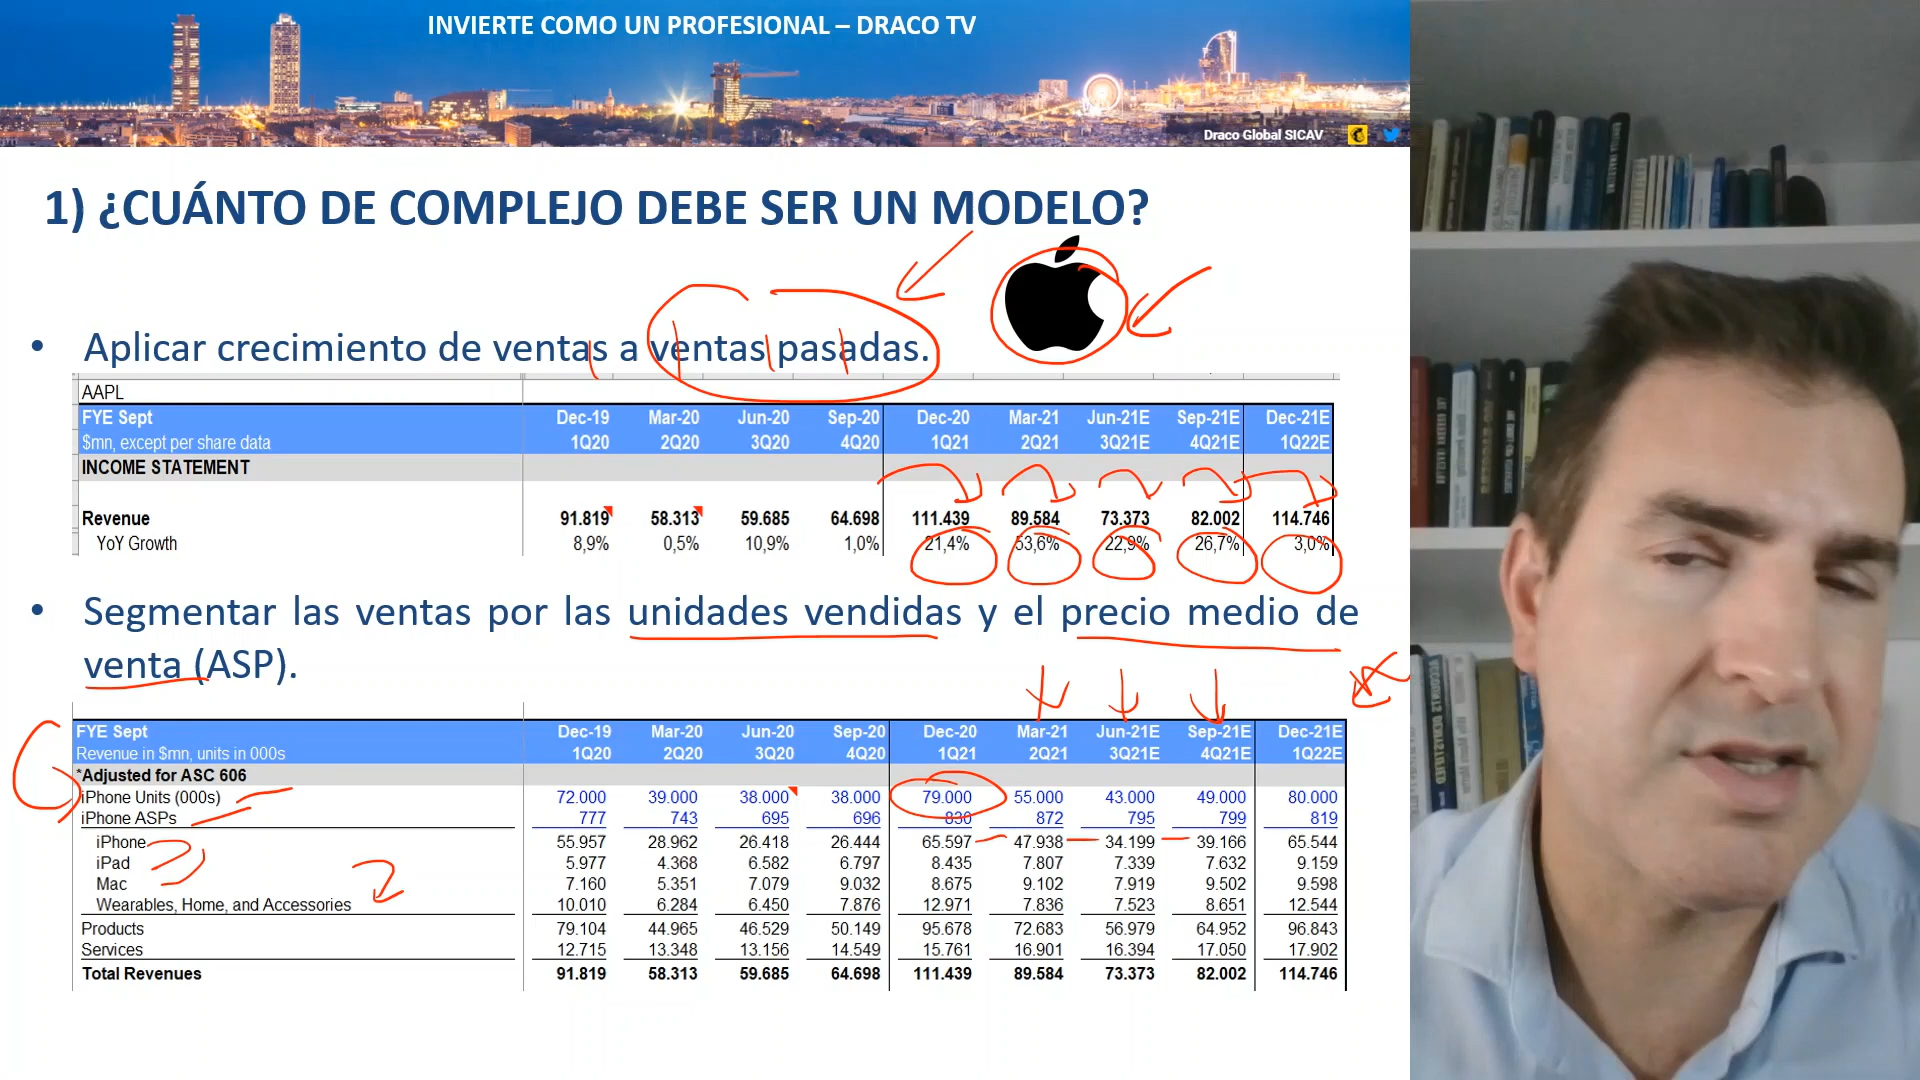 INVIERTE COMO UN PROFESIONAL – DRACO TV
Draco Global SICAV
1) ¿CUÁNTO DE COMPLEJO DEBE SER UN MODELO?
• Aplicar crecimiento de ventas a ventas pasadas.
AAPL
FYE Sept Dec-19 Mar-20 Jun-20 Sep-20 Dec-20 Mar-21 Jun-21E Sep-21E Dec-21E
$mn, except per share data 1Q20 2Q20 3Q20 4Q20 1Q21 2Q21 3Q21E 4Q21E 1Q22E
INCOME STATEMENT
Revenue 91.819 58.313 59.685 64.698 111.439 89.584 73.373 82.002 114.746
YoY Growth 8,9% 0,5% 10,9% 1,0% 21,4% 53,6% 22,9% 26,7% 3,0%
• Segmentar las ventas por las unidades vendidas y el precio medio de
venta (ASP).
FYE Sept Dec-19 Mar-20 Jun-20 Sep-20 Dec-20 Mar-21 Jun-21E Sep-21E Dec-21E
Revenue in $mn, units in 000s 1Q20 2Q20 3Q20 4Q20 1Q21 2Q21 3Q21E 4Q21E 1Q22E
*Adjusted for ASC 606
iPhone Units (000s) 72.000 39.000 38.000 38.000 79.000 55.000 43.000 49.000 80.000
iPhone ASPs 777 743 695 696 830 872 795 799 819
iPhone 55.957 28.962 26.418 26.444 65.597 47.938 34.199 39.166 65.544
iPad 5.977 4.368 6.582 6.797 8.435 7.807 7.339 7.632 9.159
Mac 7.160 5.351 7.079 9.032 8.675 9.102 7.919 9.502 9.598
Wearables, Home, and Accessories 10.010 6.284 6.450 7.876 12.971 7.836 7.523 8.651 12.544
Products 79.104 44.965 46.529 50.149 95.678 72.683 56.979 64.952 96.843
Services 12.715 13.348 13.156 14.549 15.761 16.901 16.394 17.050 17.902
Total Revenues 91.819 58.313 59.685 64.698 111.439 89.584 73.373 82.002 114.746